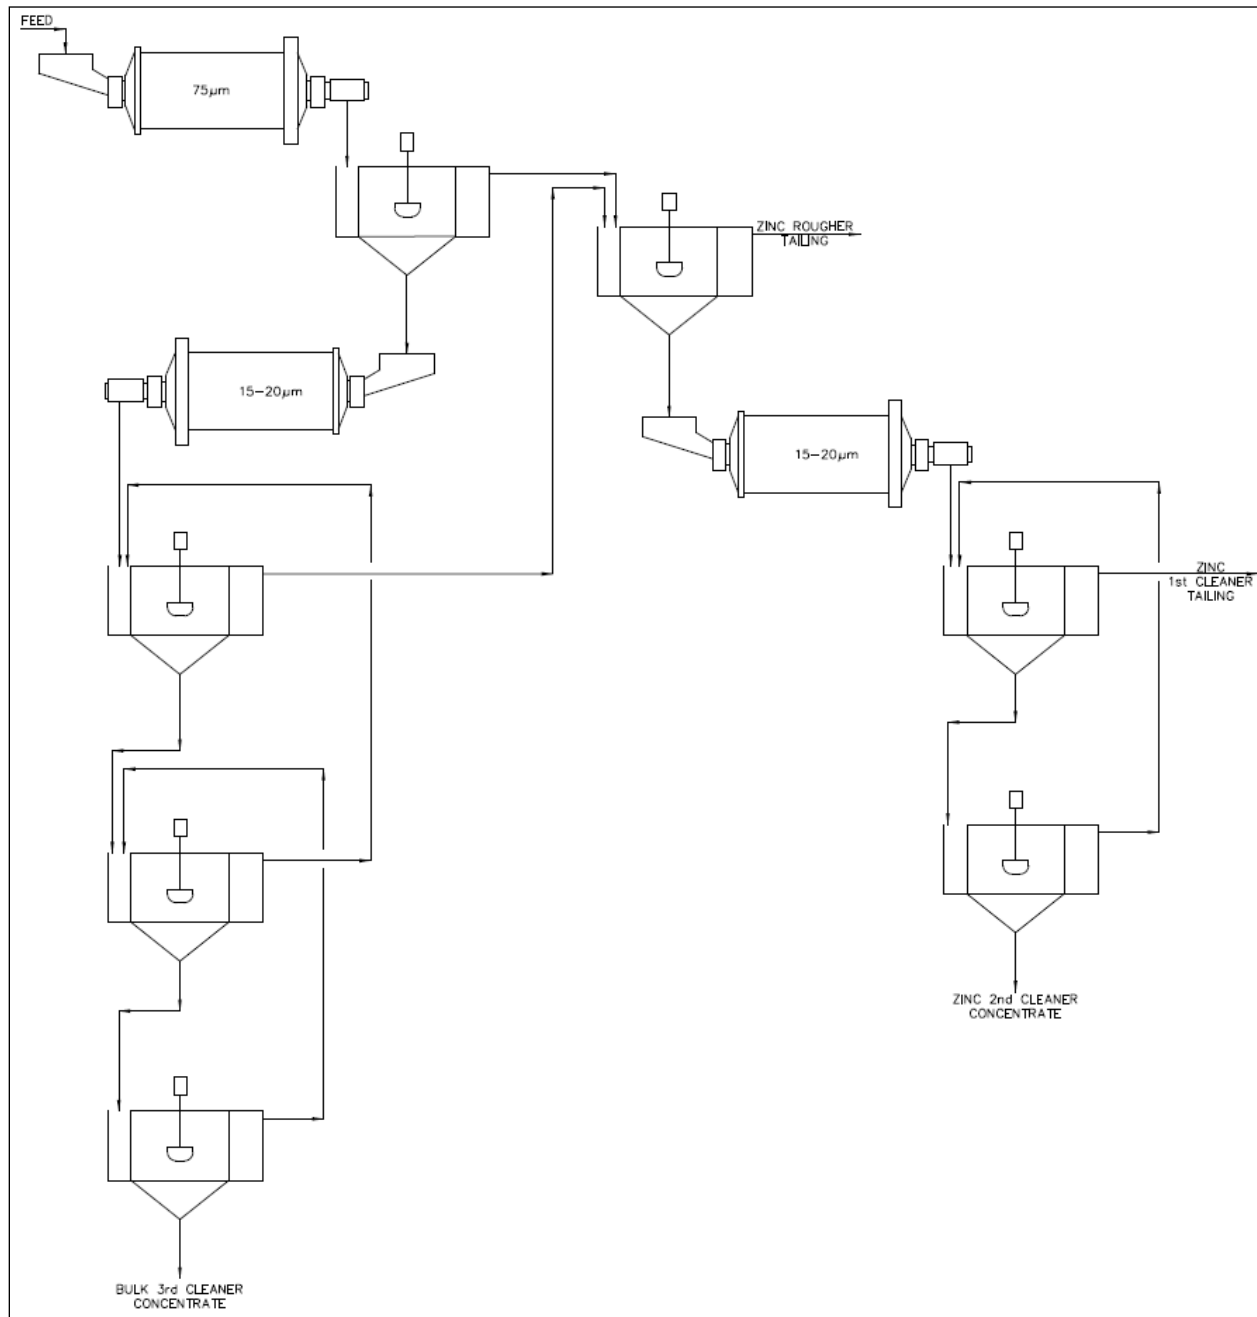 FEED
75µm
ZINC ROUGHER
TAILING
15-20µm
15-20µm
ZINC
1st CLEANER
TAILING
ZINC 2nd CLEANER
CONCENTRATE
BULK 3rd CLEANER
CONCENTRATE